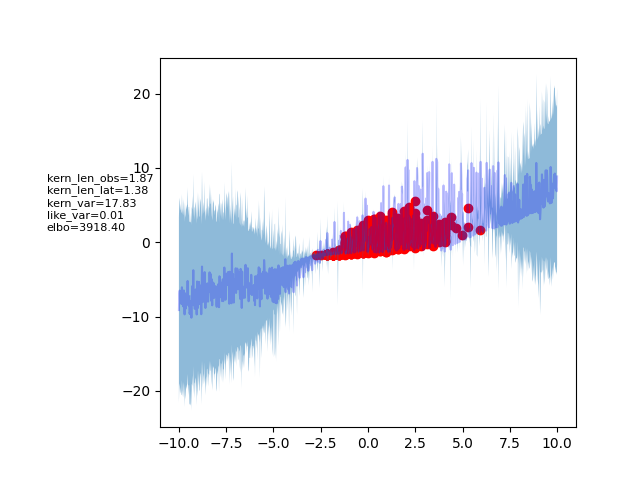 20
10
0
−10
−20
kern_len_obs=1.87
kern_len_lat=1.38
kern_var=17.83
like_var=0.01
elbo=3918.40
−10.0 −7.5 −5.0 −2.5 0.0 2.5 5.0 7.5 10.0